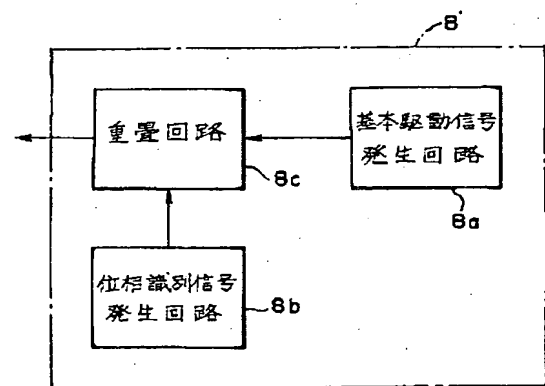 8'
重畳回路
8c
基本駆動信号
発生回路
8a
位相識別信号
発生回路
8b